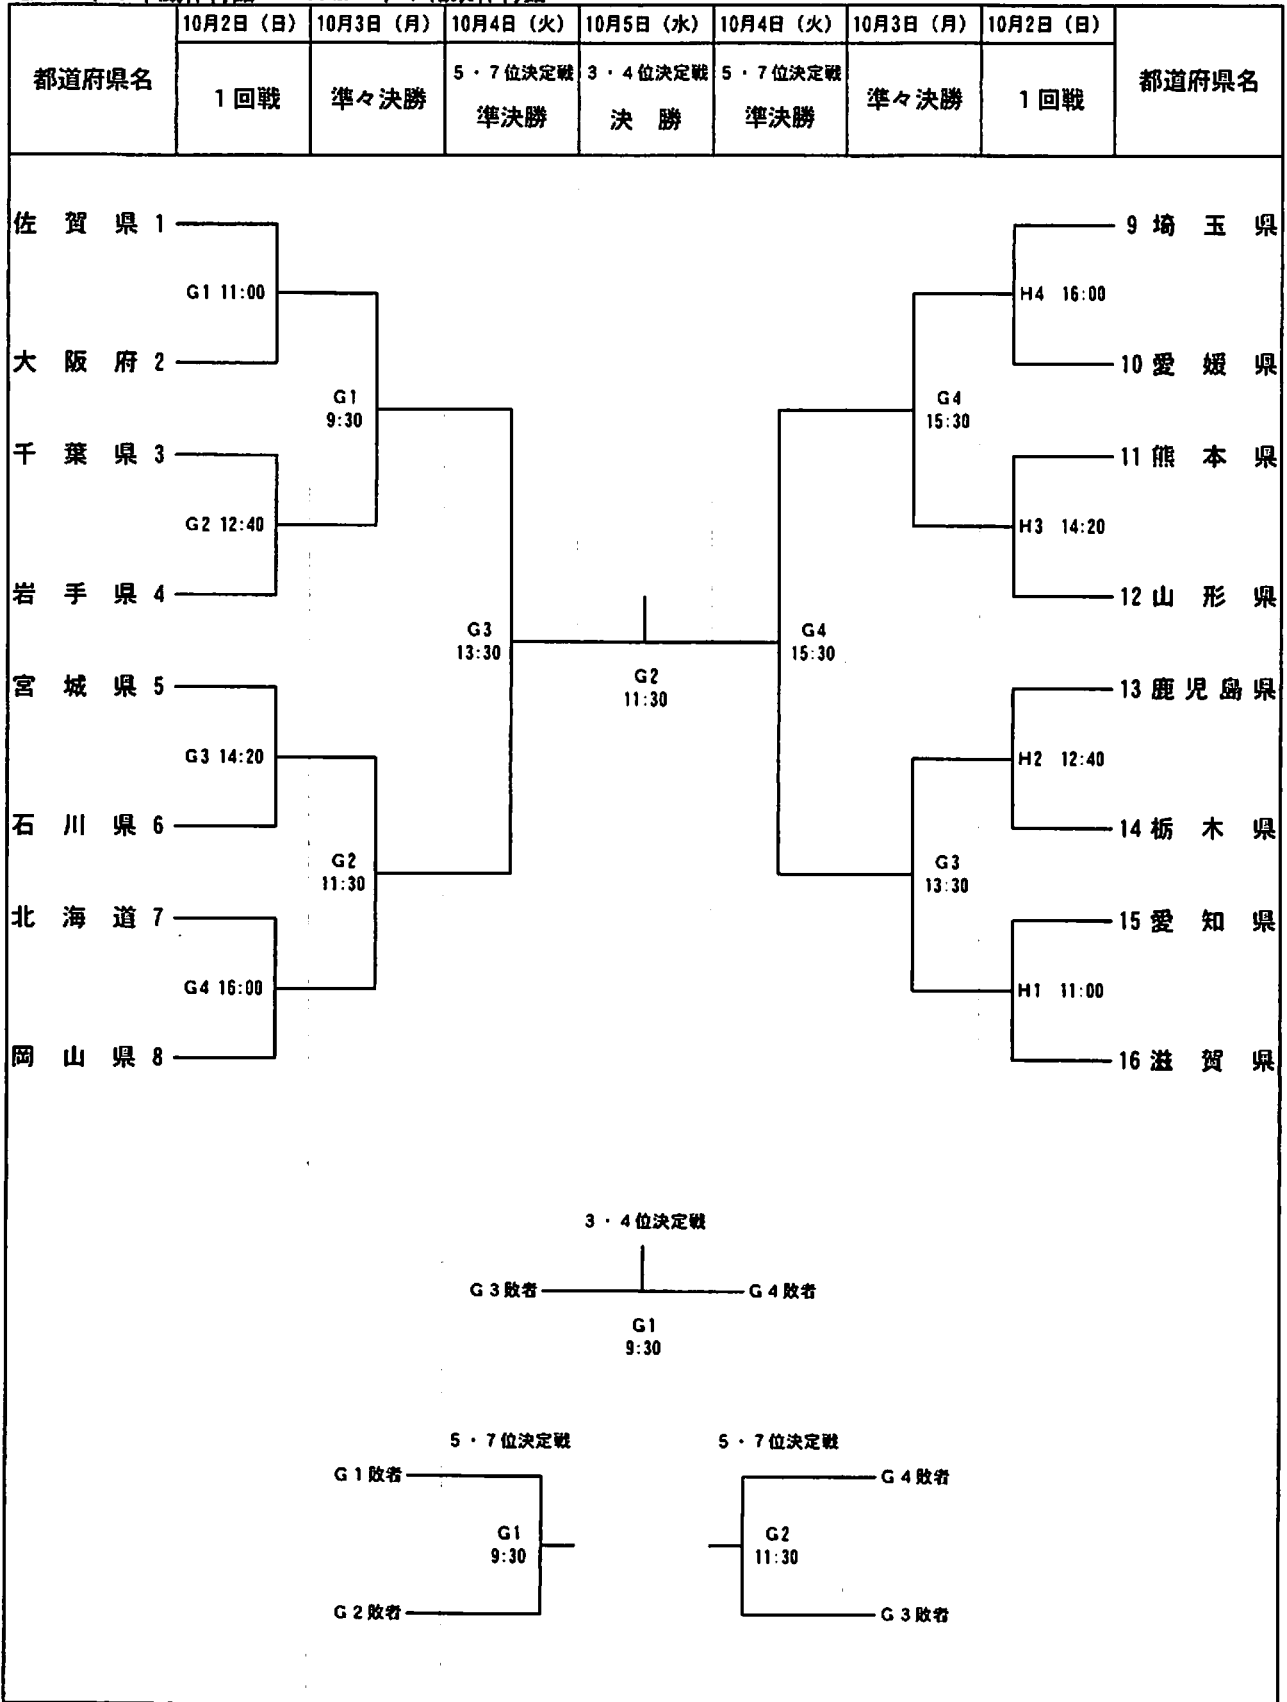 10月2日（日） 10月3日（月） 10月4日（火） 10月5日（水） 10月4日（火） 10月3日（月） 10月2日（日）
都道府県名 1回戦 準々決勝 5・7位決定戦 準決勝 3・4位決定戦 決 勝 5・7位決定戦 準決勝 準々決勝 1回戦 都道府県名
佐 賀 県 1
9 埼 玉 県
G1 11:00
H4 16:00
大 阪 府 2
10 愛 媛 県
G1
9:30
G4
15:30
千 葉 県 3
11 熊 本 県
G2 12:40
H3 14:20
岩 手 県 4
12 山 形 県
G3
13:30
G4
15:30
G2
11:30
宮 城 県 5
13 鹿 児 島 県
G3 14:20
H2 12:40
石 川 県 6
14 栃 木 県
G2
11:30
G3
13:30
北 海 道 7
15 愛 知 県
G4 16:00
H1 11:00
岡 山 県 8
16 滋 賀 県
3・4位決定戦
G3敗者 G4敗者
G1
9:30
5・7位決定戦 5・7位決定戦
G1敗者 G4敗者
G1
9:30
G2
11:30
G2敗者 G3敗者